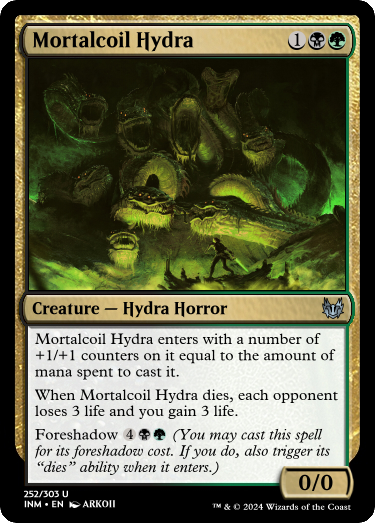 Mortalcoil Hydra 1
Creature — Hydra Horror
Mortalcoil Hydra enters with a number of
+1/+1 counters on it equal to the amount of
mana spent to cast it.
When Mortalcoil Hydra dies, each opponent
loses 3 life and you gain 3 life.
Foreshadow 4 (You may cast this spell
for its foreshadow cost. If you do, also trigger its
“dies” ability when it enters.)
0/0
252/303 U
INM • EN ARKOII
™ & © 2024 Wizards of the Coast